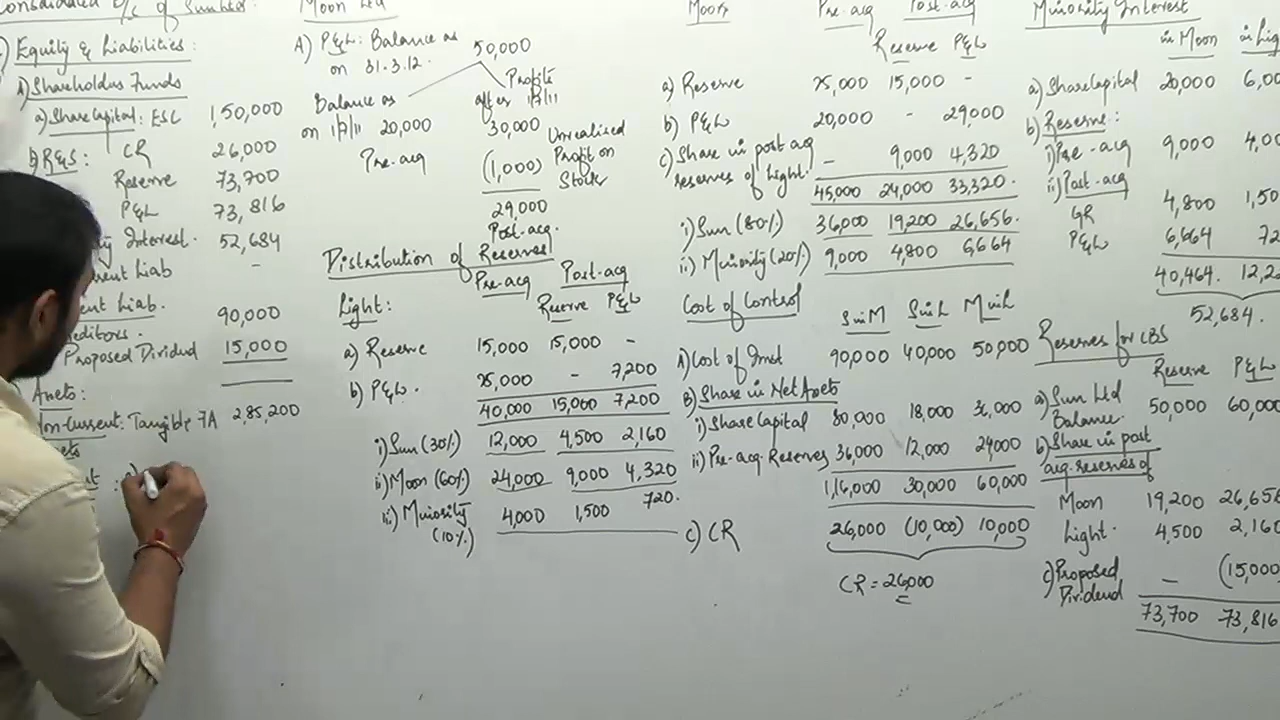 Consolidated B/S of Sun Ltd.
Equity & Liabilities:
1) Shareholders Funds
a) Share Capital: ESC 1,50,000
b) R&S: CR 26,000
Reserve 73,700
P&L 73,816
Interest. 52,684
Liab -
Liab.
90,000
Proposed Dividend 15,000
Assets:
Non-Current: Tangible FA 2,85,200
Moon Ltd
A) P&L: Balance as on 31.3.12. 50,000
Balance as on 1/7/11 20,000
Pre-acq
Profits after 1/7/11
30,000
(1,000) Unrealised Profit on Stock
29,000
Post-acq.
Distribution of Reserves
Pre-acq Post-acq
Light: Reserve P&L
a) Reserve 15,000 15,000 -
b) P&L. 25,000 - 7,200
40,000 15,000 7,200
i) Sun (30%) 12,000 4,500 2,160
ii) Moon (60%) 24,000 9,000 4,320
iii) Minority (10%) 4,000 1,500 720.
Moon Pre-acq Post-acq
Reserve P&L
a) Reserve 25,000 15,000 -
b) P&L 20,000 - 29,000
c) Share in post acq reserves of Light. - 9,000 4,320
45,000 24,000 33,320.
i) Sun (80%) 36,000 19,200 26,656.
ii) Minority (20%) 9,000 4,800 6,664
Cost of Control
S in M S in L M in L
A) Cost of Invst 90,000 40,000 50,000
B) Share in Net Assets
i) Share Capital 80,000 18,000 36,000
ii) Pre-acq. Reserves 36,000 12,000 24000
1,16,000 30,000 60,000
c) CR 26,000 (10,000) 10,000
CR = 26,000
Minority Interest
in Moon in Lig
a) Share Capital 20,000 6,00
b) Reserve:
i) Pre-acq 9,000 4,00
ii) Post-acq
GR 4,800 1,50
P&L 6,664 72
40,464. 12,22
52,684.
Reserves for CBS
Reserve P&L
a) Sun Ltd Balance. 50,000 60,000
b) Share in post acq. reserves of
Moon 19,200 26,656
Light. 4,500 2,160
c) Proposed Dividend - (15,000
73,700 73,816